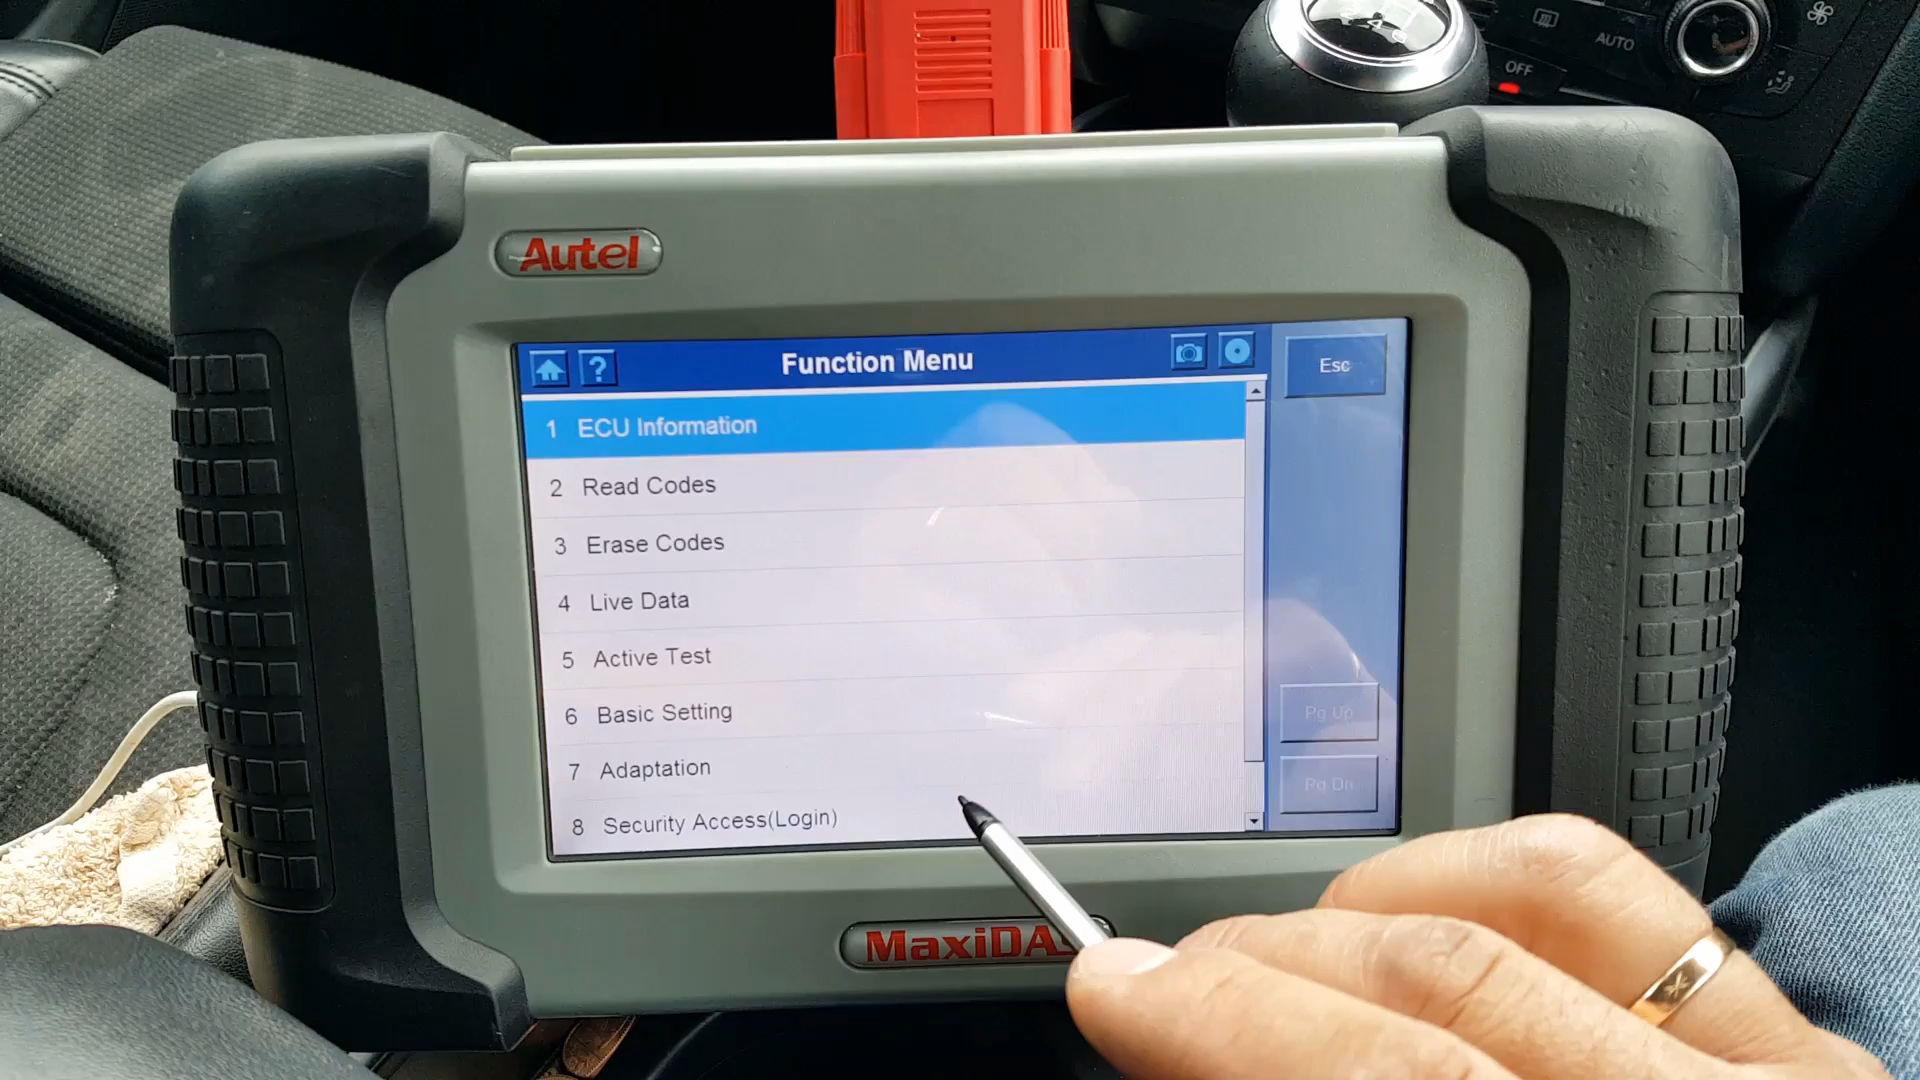 AUTO
OFF
Autel
?
Function Menu
Esc
1 ECU Information
2 Read Codes
3 Erase Codes
4 Live Data
5 Active Test
6 Basic Setting
7 Adaptation
8 Security Access(Login)
Pg Up
Pg Dn